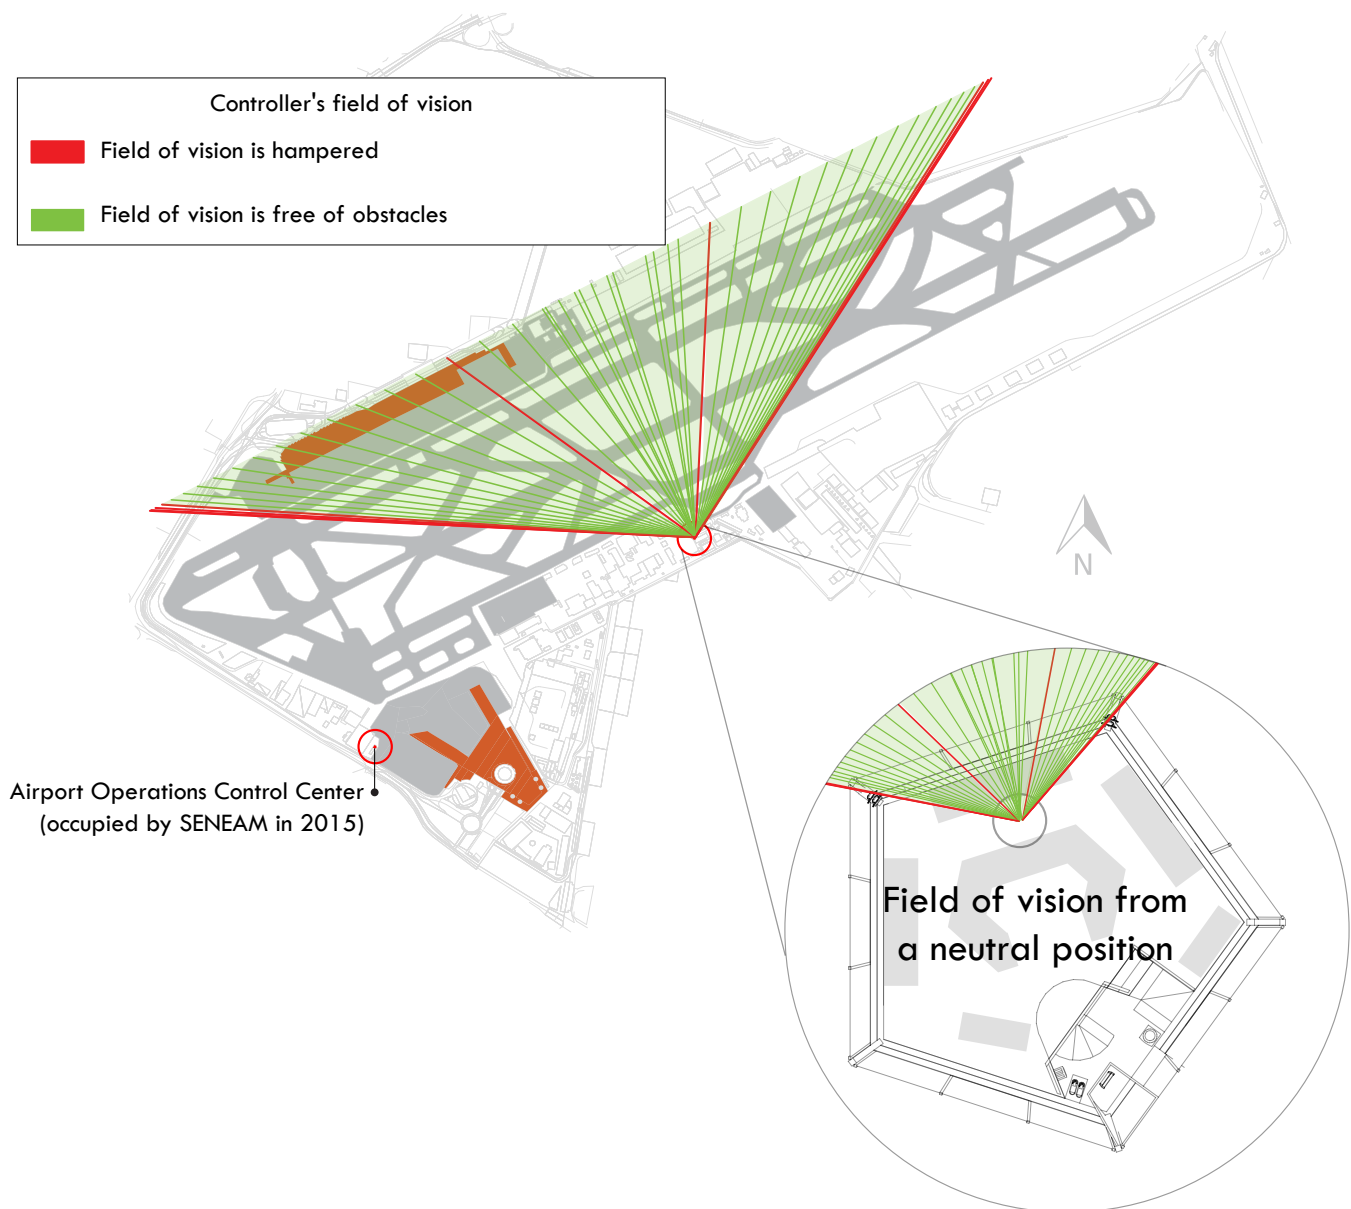 Controller's field of vision
Field of vision is hampered
Field of vision is free of obstacles
N
Airport Operations Control Center
(occupied by SENEAM in 2015)
Field of vision from
a neutral position